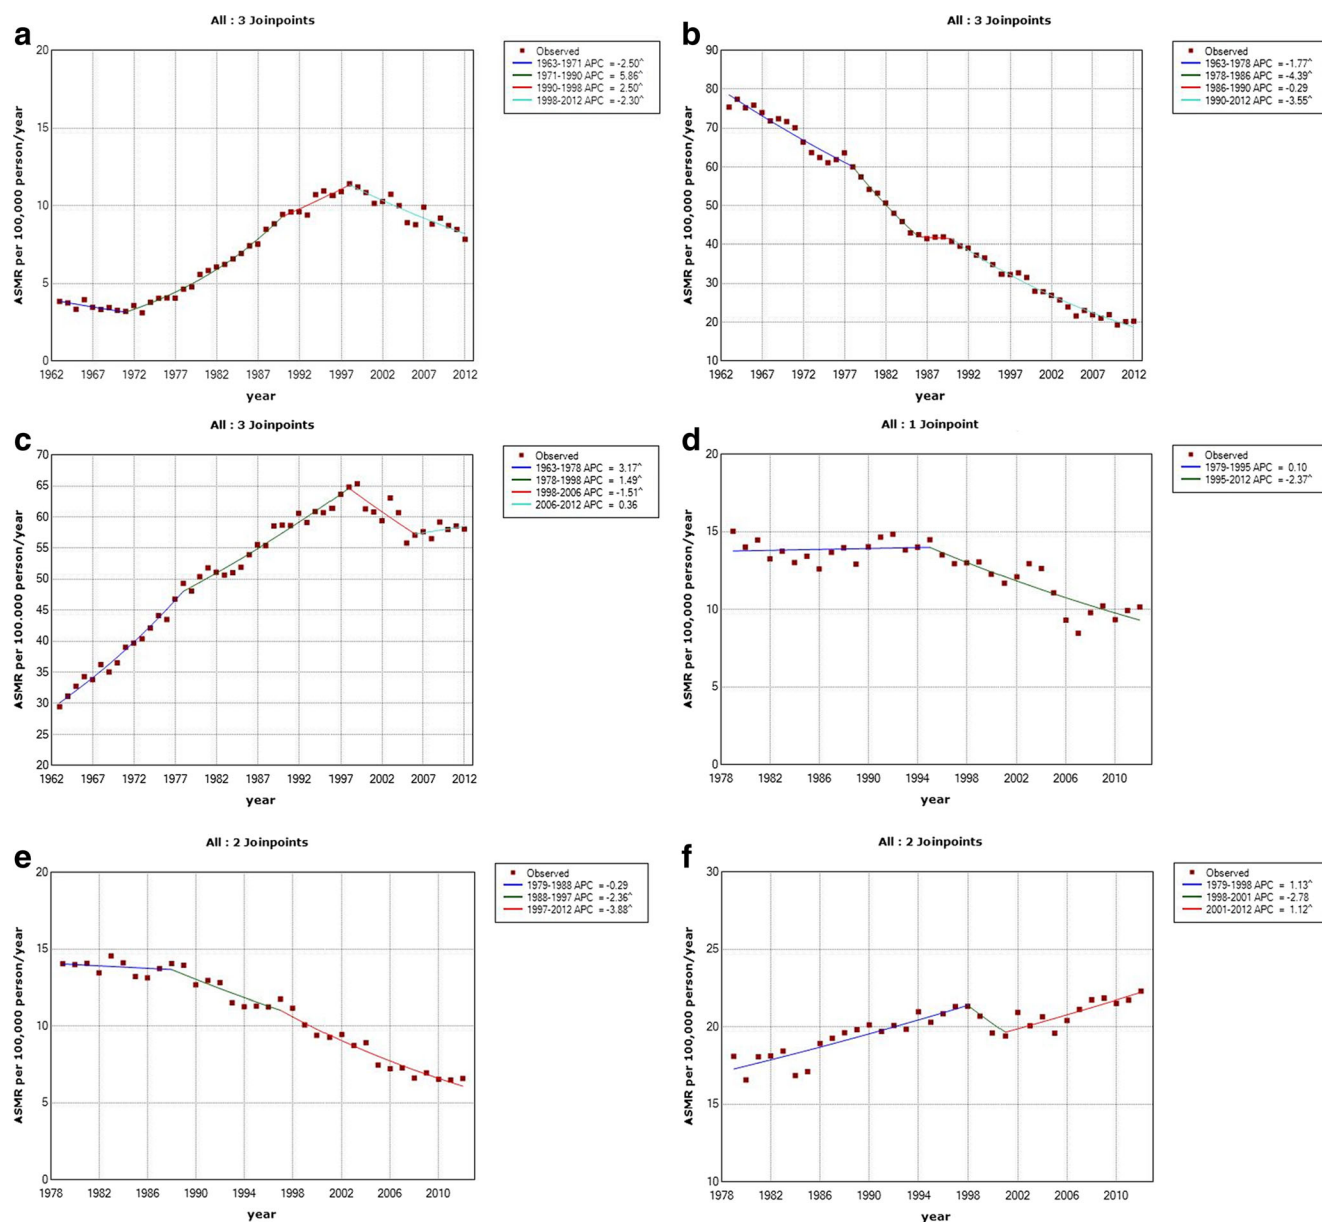 a
All : 3 Joinpoints
Observed
1963-1971 APC = -2.50^
1971-1990 APC = 5.86^
1990-1998 APC = 2.50^
1998-2012 APC = -2.30^
ASMR per 100,000 person/year
20
15
10
5
0
1962 1967 1972 1977 1982 1987 1992 1997 2002 2007 2012
year
b
All : 3 Joinpoints
Observed
1963-1978 APC = -1.77^
1978-1986 APC = -4.39^
1986-1990 APC = -0.29
1990-2012 APC = -3.55^
ASMR per 100,000 person/year
90
80
70
60
50
40
30
20
10
1962 1967 1972 1977 1982 1987 1992 1997 2002 2007 2012
year
c
All : 3 Joinpoints
Observed
1963-1978 APC = 3.17^
1978-1998 APC = 1.49^
1998-2006 APC = -1.51^
2006-2012 APC = 0.36
ASMR per 100.000 person/year
70
65
60
55
50
45
40
35
30
25
20
1962 1967 1972 1977 1982 1987 1992 1997 2002 2007 2012
year
d
All : 1 Joinpoint
Observed
1979-1995 APC = 0.10
1995-2012 APC = -2.37^
ASMR per 100,000 person/year
20
15
10
5
0
1978 1982 1986 1990 1994 1998 2002 2006 2010
year
e
All : 2 Joinpoints
Observed
1979-1988 APC = -0.29
1988-1997 APC = -2.36^
1997-2012 APC = -3.88^
ASMR per 100,000 person/year
20
15
10
5
0
1978 1982 1986 1990 1994 1998 2002 2006 2010
year
f
All : 2 Joinpoints
Observed
1979-1998 APC = 1.13^
1998-2001 APC = -2.78
2001-2012 APC = 1.12^
ASMR per 100,000 person/year
30
25
20
15
10
1978 1982 1986 1990 1994 1998 2002 2006 2010
year